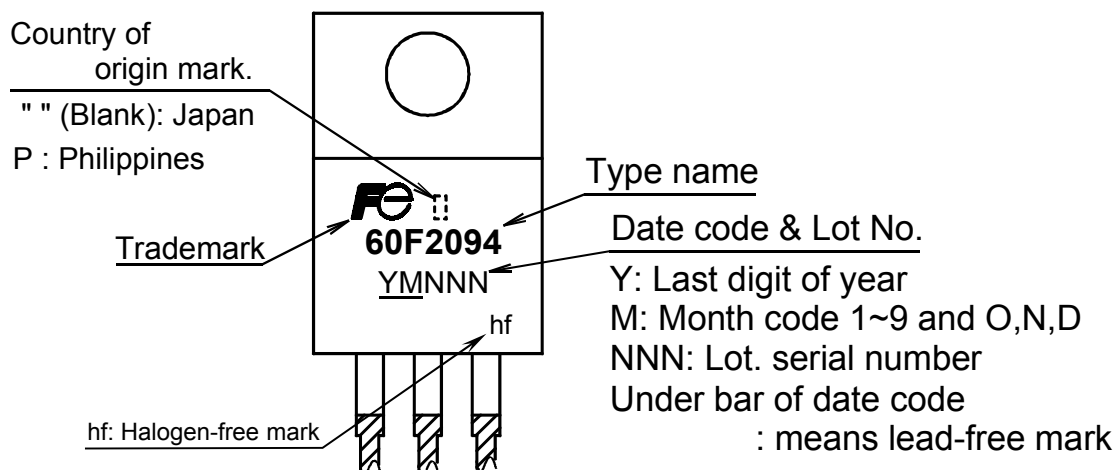 Country of
origin mark.
" " (Blank): Japan
P : Philippines
Trademark
Fe
60F2094
YMNNN
hf
hf: Halogen-free mark
Type name
Date code & Lot No.
Y: Last digit of year
M: Month code 1~9 and O,N,D
NNN: Lot. serial number
Under bar of date code
: means lead-free mark